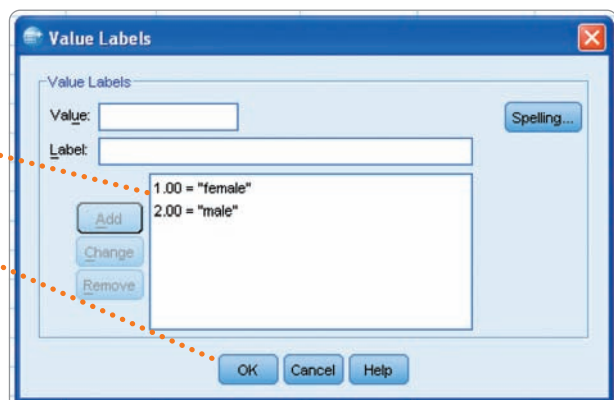 Value Labels
Value Labels
Value:
Spelling...
Label:
1.00 = "female"
2.00 = "male"
Add
Change
Remove
OK Cancel Help